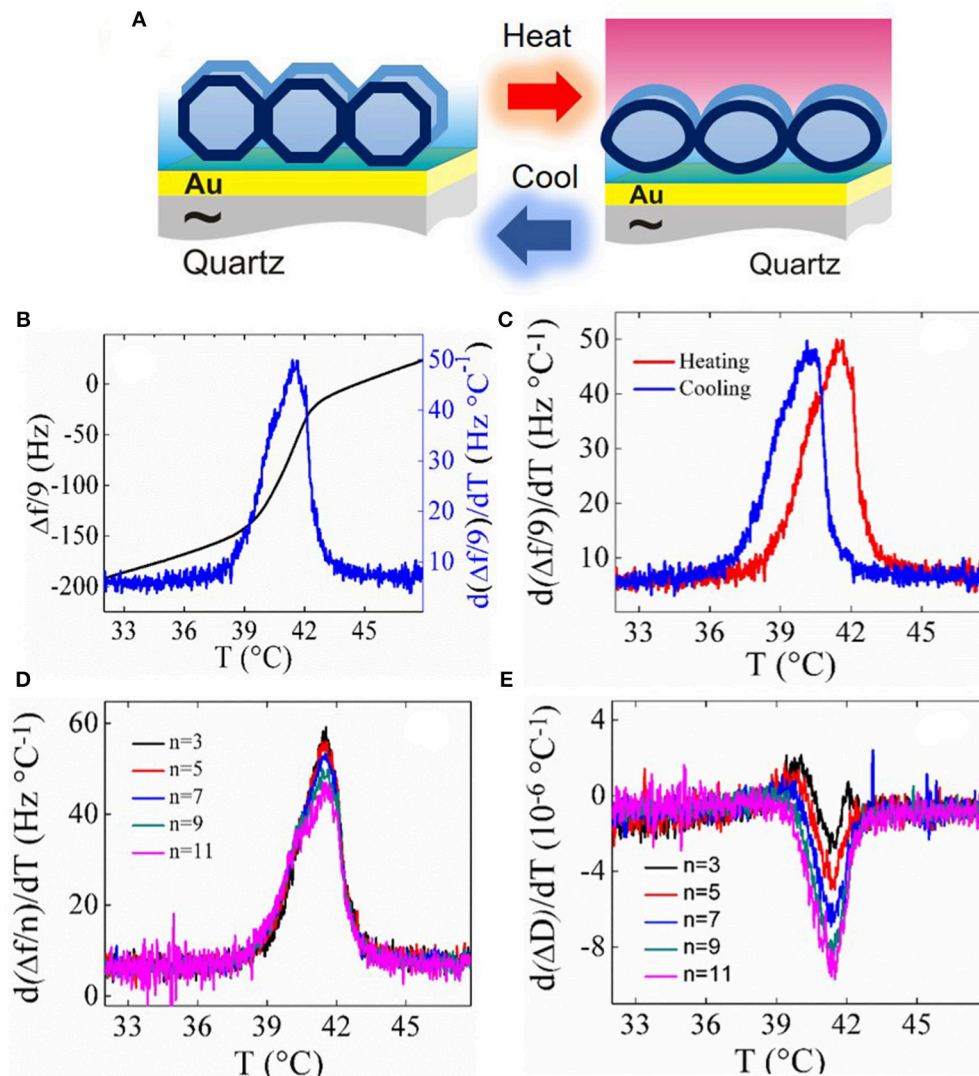 A
Heat
Cool
Au
~
Quartz
Au
~
Quartz
B
Δf/9 (Hz)
0
-50
-100
-150
-200
33 36 39 42 45
T (°C)
50
40
30
20
10
d(Δf/9)/dT (Hz °C⁻¹)
C
d(Δf/9)/dT (Hz °C⁻¹)
50
40
30
20
10
Heating
Cooling
33 36 39 42 45
T (°C)
D
d(Δf/n)/dT (Hz °C⁻¹)
60
40
20
0
n=3
n=5
n=7
n=9
n=11
33 36 39 42 45
T (°C)
E
d(ΔD)/dT (10⁻⁶ °C⁻¹)
4
0
-4
-8
n=3
n=5
n=7
n=9
n=11
33 36 39 42 45
T (°C)